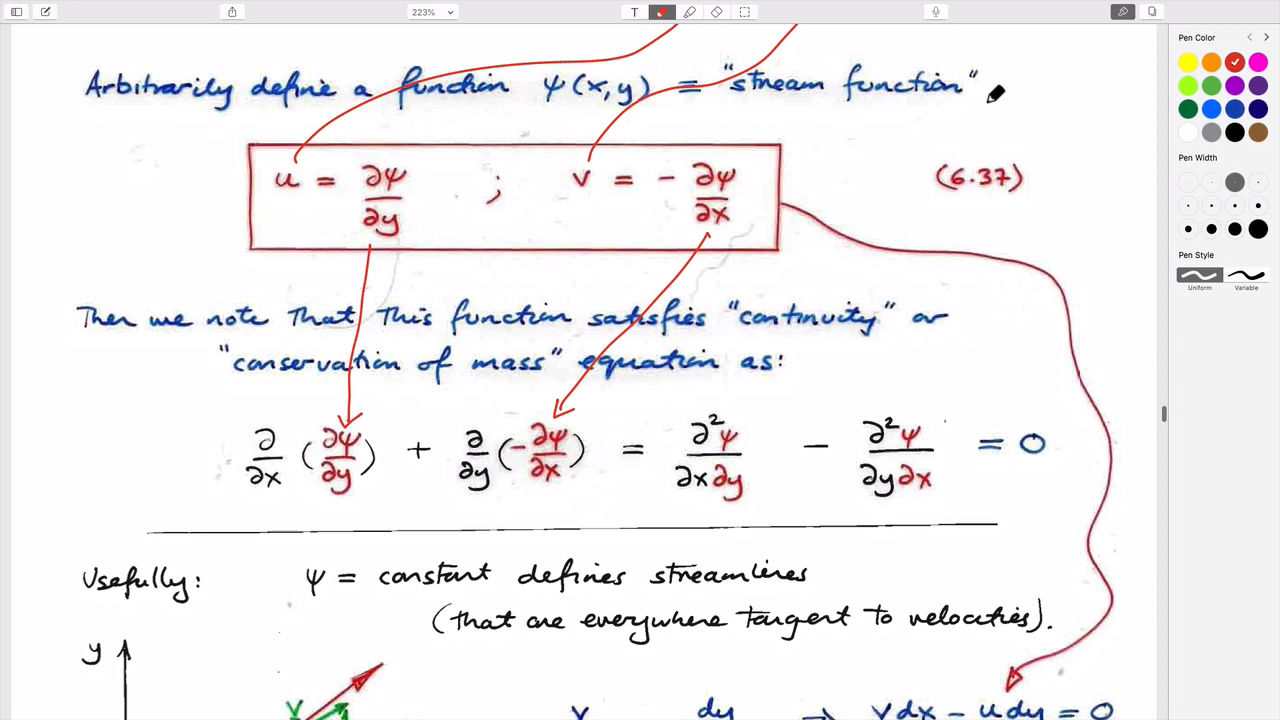 223%
T
Pen Color
Arbitrarily define a function ψ(x,y) = "stream function"
Pen Width
u = ∂ψ/∂y ; v = - ∂ψ/∂x (6.37)
Pen Style
Uniform Variable
Then we note that this function satisfies "continuity" or
"conservation of mass" equation as:
∂/∂x (∂ψ/∂y) + ∂/∂y (-∂ψ/∂x) = ∂²ψ/∂x∂y - ∂²ψ/∂y∂x = 0
Usefully: ψ = constant defines streamlines
(that are everywhere tangent to velocities).
y
V v dy → vdx - udy = 0